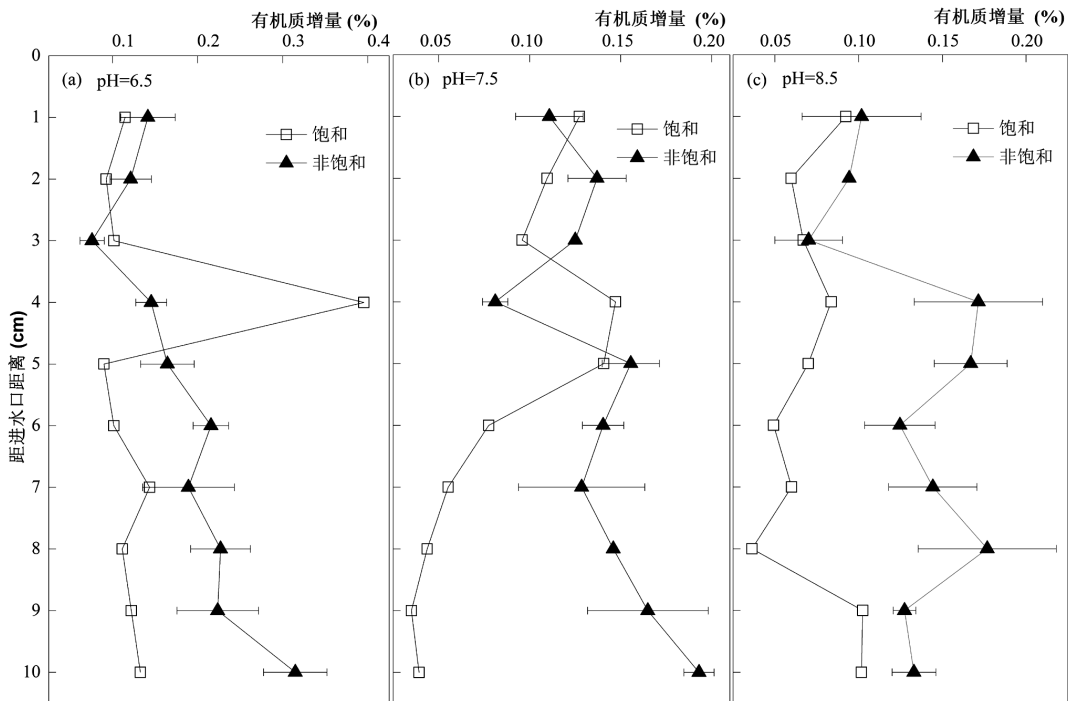 有机质增量 (%)
0.1 0.2 0.3 0.4
有机质增量 (%)
0.05 0.10 0.15 0.20
有机质增量 (%)
0.05 0.10 0.15 0.20
距进水口距离 (cm)
0
1
2
3
4
5
6
7
8
9
10
(a) pH=6.5
饱和
非饱和
(b) pH=7.5
饱和
非饱和
(c) pH=8.5
饱和
非饱和